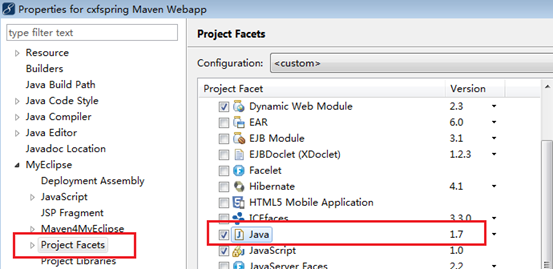 Properties for cxfspring Maven Webapp
type filter text
Resource
Builders
Java Build Path
Java Code Style
Java Compiler
Java Editor
Javadoc Location
MyEclipse
Deployment Assembly
JavaScript
JSP Fragment
Maven4MyEclipse
Project Facets
Project Libraries
Project Facets
Configuration: <custom>
Project Facet Version
Dynamic Web Module 2.3
EAR 6.0
EJB Module 3.1
EJBDoclet (XDoclet) 1.2.3
Facelet
Hibernate 4.1
HTML5 Mobile Application
ICEfaces 3.3.0
Java 1.7
JavaScript 1.0
JavaServer Faces 2.2